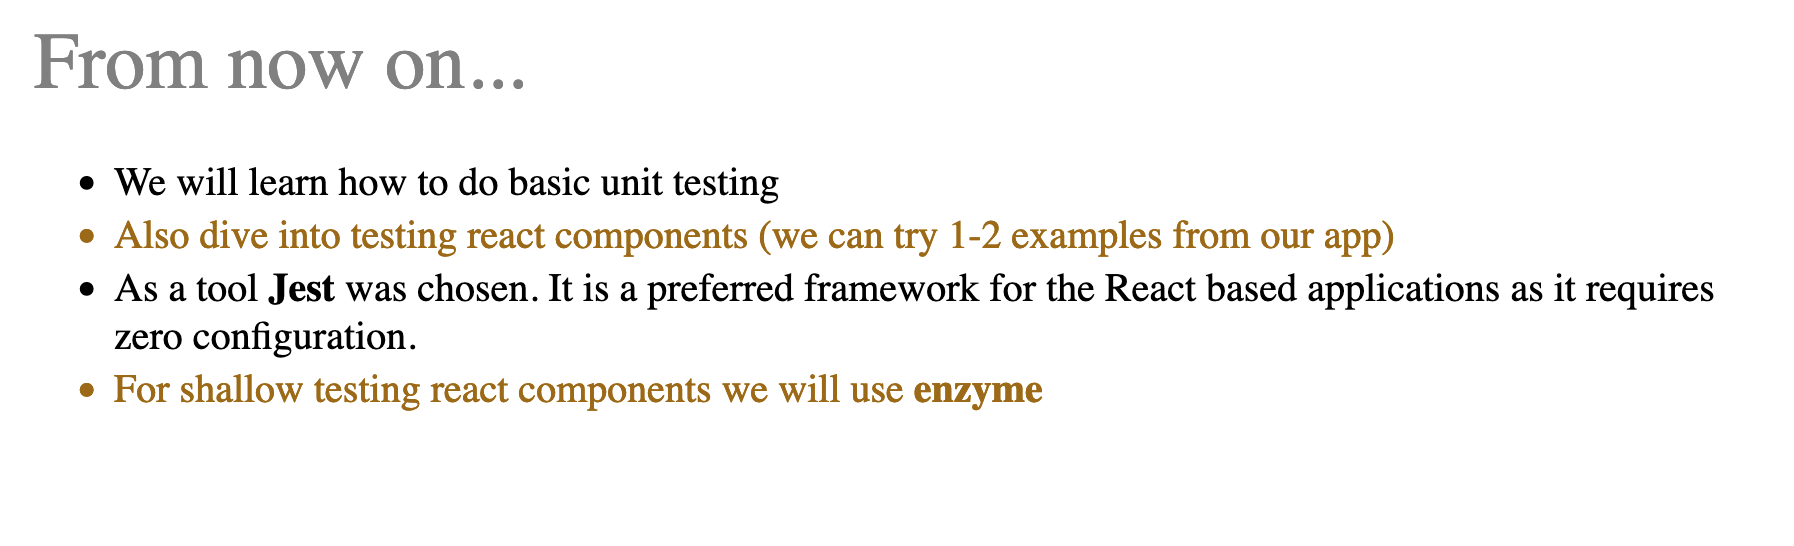 From now on...
• We will learn how to do basic unit testing
• Also dive into testing react components (we can try 1-2 examples from our app)
• As a tool Jest was chosen. It is a preferred framework for the React based applications as it requires
zero configuration.
• For shallow testing react components we will use enzyme